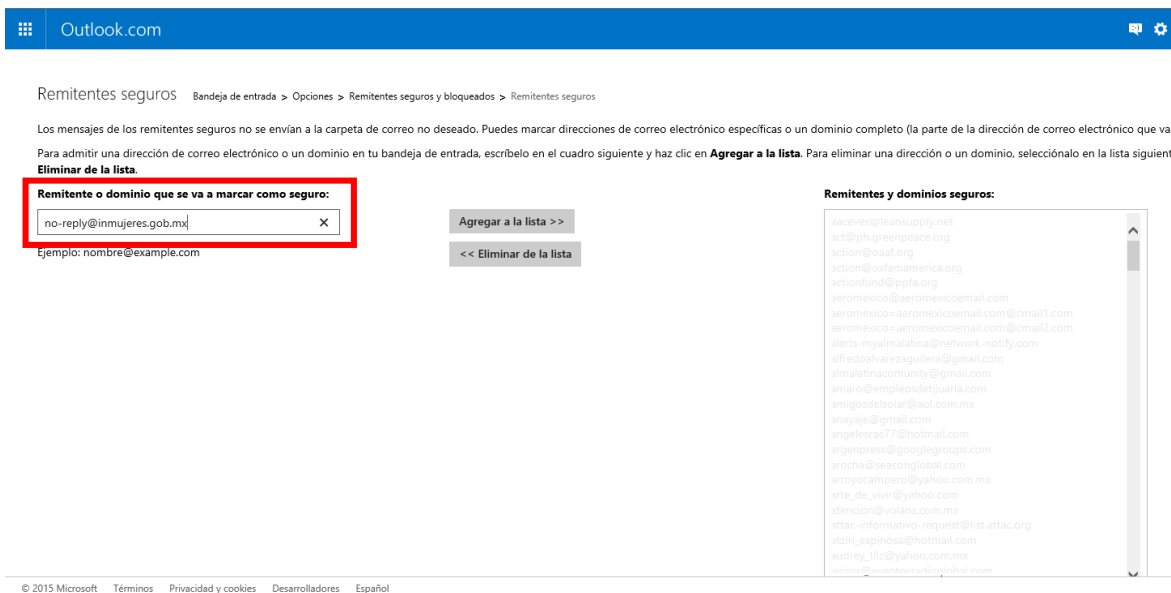 Outlook.com
Remitentes seguros Bandeja de entrada > Opciones > Remitentes seguros y bloqueados > Remitentes seguros
Los mensajes de los remitentes seguros no se envían a la carpeta de correo no deseado. Puedes marcar direcciones de correo electrónico específicas o un dominio completo (la parte de la dirección de correo electrónico que va
Para admitir una dirección de correo electrónico o un dominio en tu bandeja de entrada, escríbelo en el cuadro siguiente y haz clic en Agregar a la lista. Para eliminar una dirección o un dominio, selecciónalo en la lista siguient
Eliminar de la lista.
Remitente o dominio que se va a marcar como seguro:
no-reply@inmujeres.gob.mx
Ejemplo: nombre@example.com
Agregar a la lista >>
<< Eliminar de la lista
Remitentes y dominios seguros:
saceves@leansupply.net
act@ph.greenpeace.org
action@oaaf.org
action@oxfamamerica.org
actionfund@ppfa.org
aeromexico@aeromexicoemail.com
aeromexico=aeromexicoemail.com@cmail1.com
aeromexico=aeromexicoemail.com@cmail2.com
alerts-myalmalatina@network-notify.com
alfredoalvarezaguilera@gmail.com
almalatinacomunity@gmail.com
amaro@empleosdetijuana.com
amigosdelsolar@aol.com.mx
anayaje@gmail.com
angelesrac77@hotmail.com
argenpress@googlegroups.com
arocha@seaconglobal.com
arroyocampero@yahoo.com.mx
arte_de_vivir@yahoo.com
atencion@volaris.com.mx
attac-informativo-request@list.attac.org
atziri_espinosa@hotmail.com
audrey_tllz@yahoo.com.mx
© 2015 Microsoft Términos Privacidad y cookies Desarrolladores Español